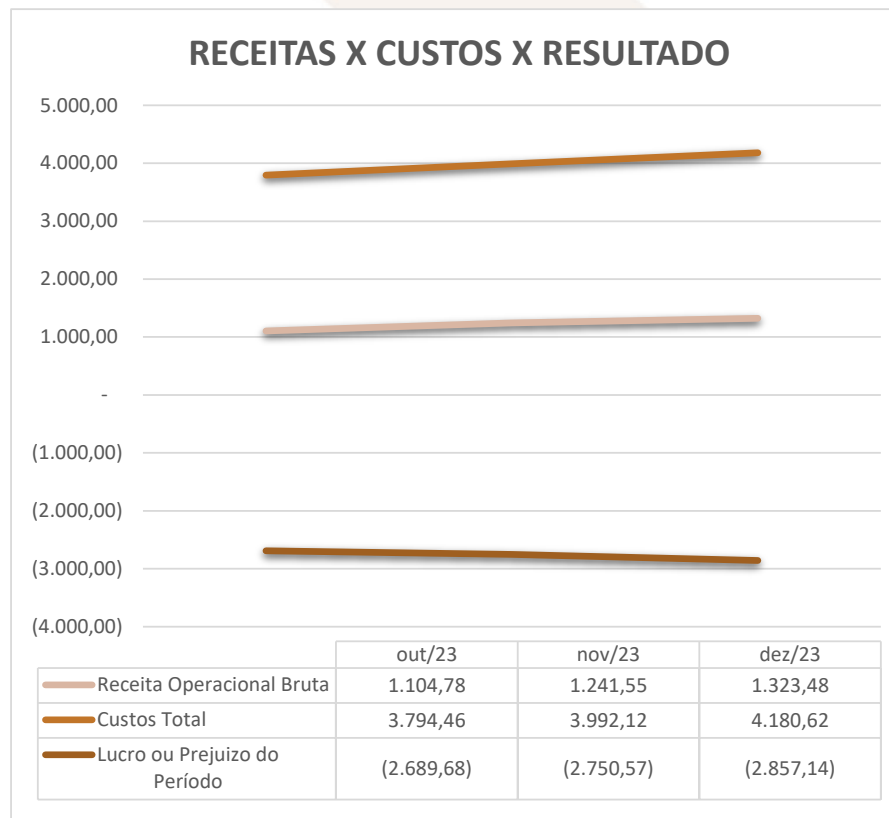 RECEITAS X CUSTOS X RESULTADO
5.000,00
4.000,00
3.000,00
2.000,00
1.000,00
-
(1.000,00)
(2.000,00)
(3.000,00)
(4.000,00)
out/23 nov/23 dez/23
Receita Operacional Bruta 1.104,78 1.241,55 1.323,48
Custos Total 3.794,46 3.992,12 4.180,62
Lucro ou Prejuizo do
Período (2.689,68) (2.750,57) (2.857,14)